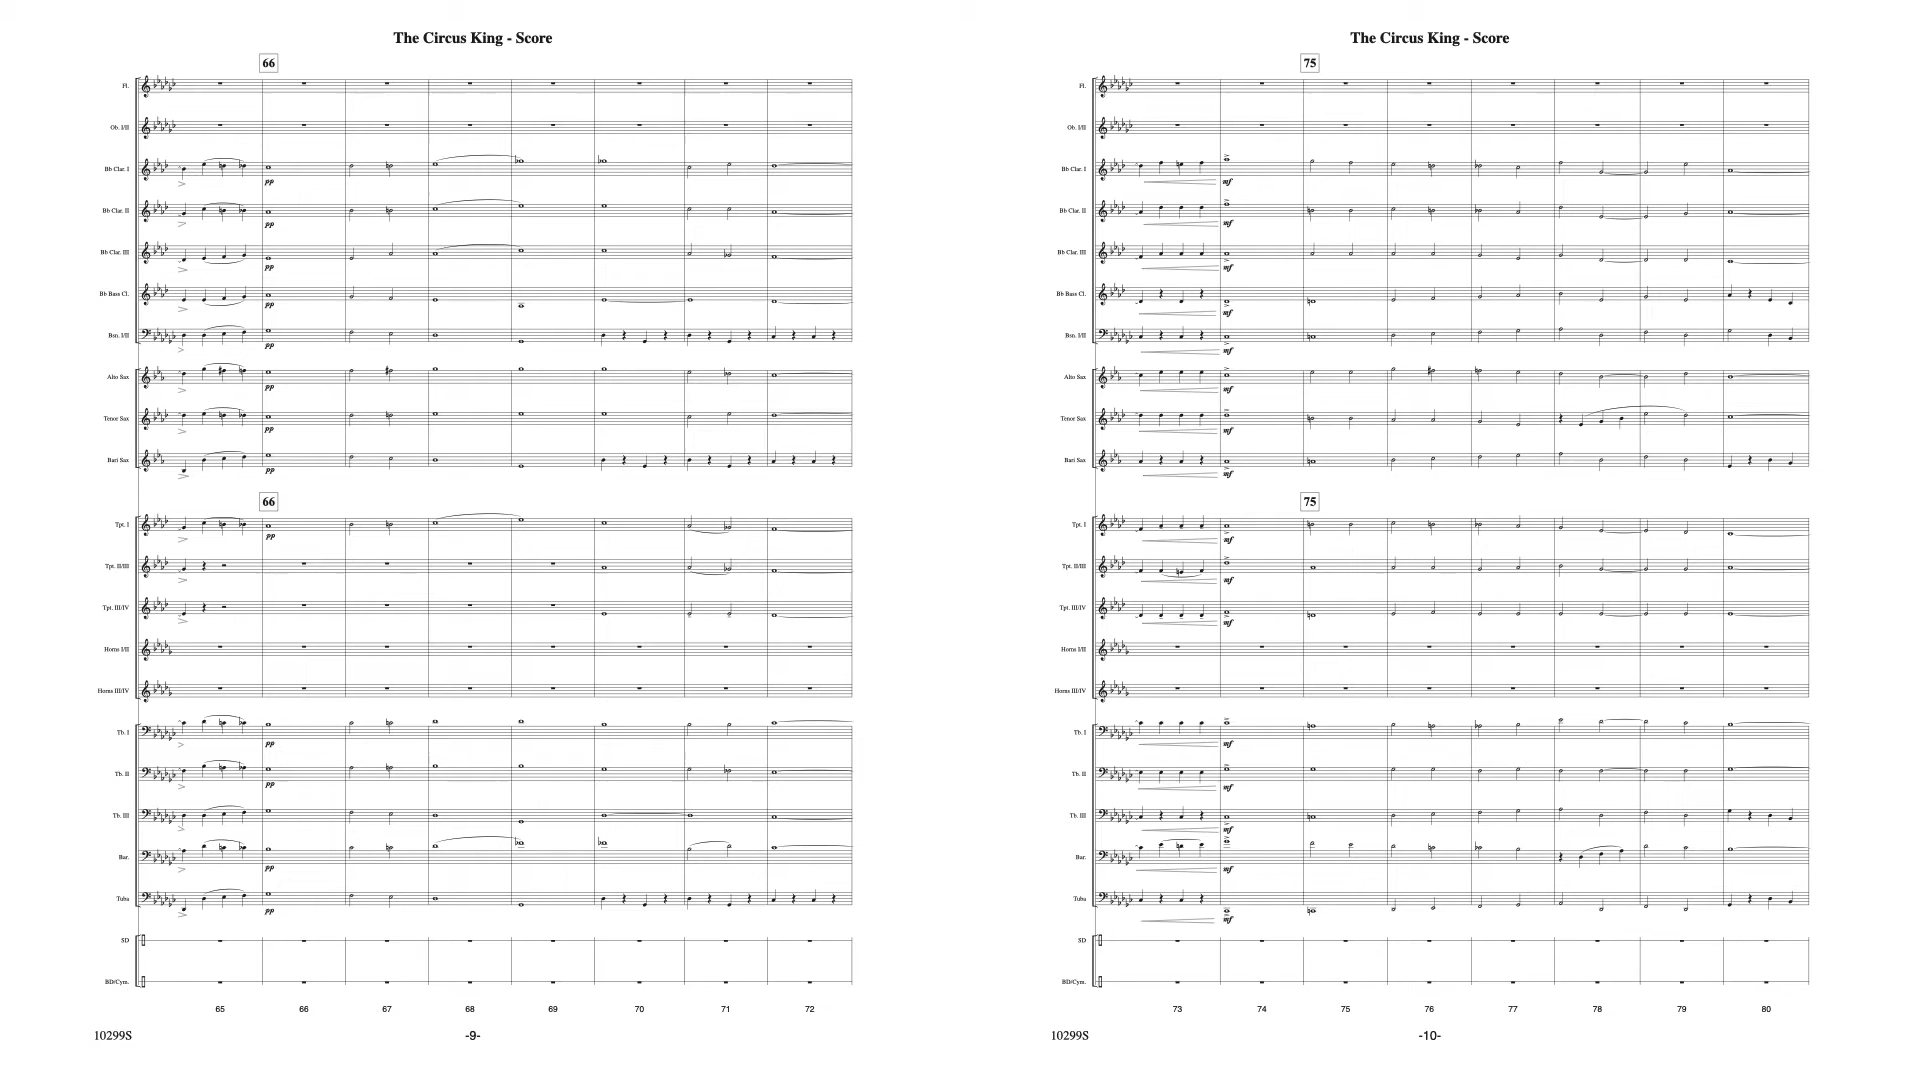 The Circus King - Score
66
Fl.
Ob. I/II
Bb Clar. I
pp
Bb Clar. II
pp
Bb Clar. III
pp
Bb Bass Cl.
pp
Bsn. I/II
pp
Alto Sax
pp
Tenor Sax
pp
Bari Sax
pp
66
Tpt. I
pp
Tpt. II/III
Tpt. III/IV
Horns I/II
Horns III/IV
Tb. I
pp
Tb. II
pp
Tb. III
Bar.
pp
Tuba
pp
SD
BD/Cym.
65 66 67 68 69 70 71 72
10299S
-9-
The Circus King - Score
75
Fl.
Ob. I/II
Bb Clar. I
mf
Bb Clar. II
mf
Bb Clar. III
mf
Bb Bass Cl.
mf
Bsn. I/II
mf
Alto Sax
mf
Tenor Sax
mf
Bari Sax
mf
75
Tpt. I
mf
Tpt. II/III
mf
Tpt. III/IV
mf
Horns I/II
Horns III/IV
Tb. I
mf
Tb. II
mf
Tb. III
mf
Bar.
mf
Tuba
mf
SD
BD/Cym.
73 74 75 76 77 78 79 80
10299S
-10-